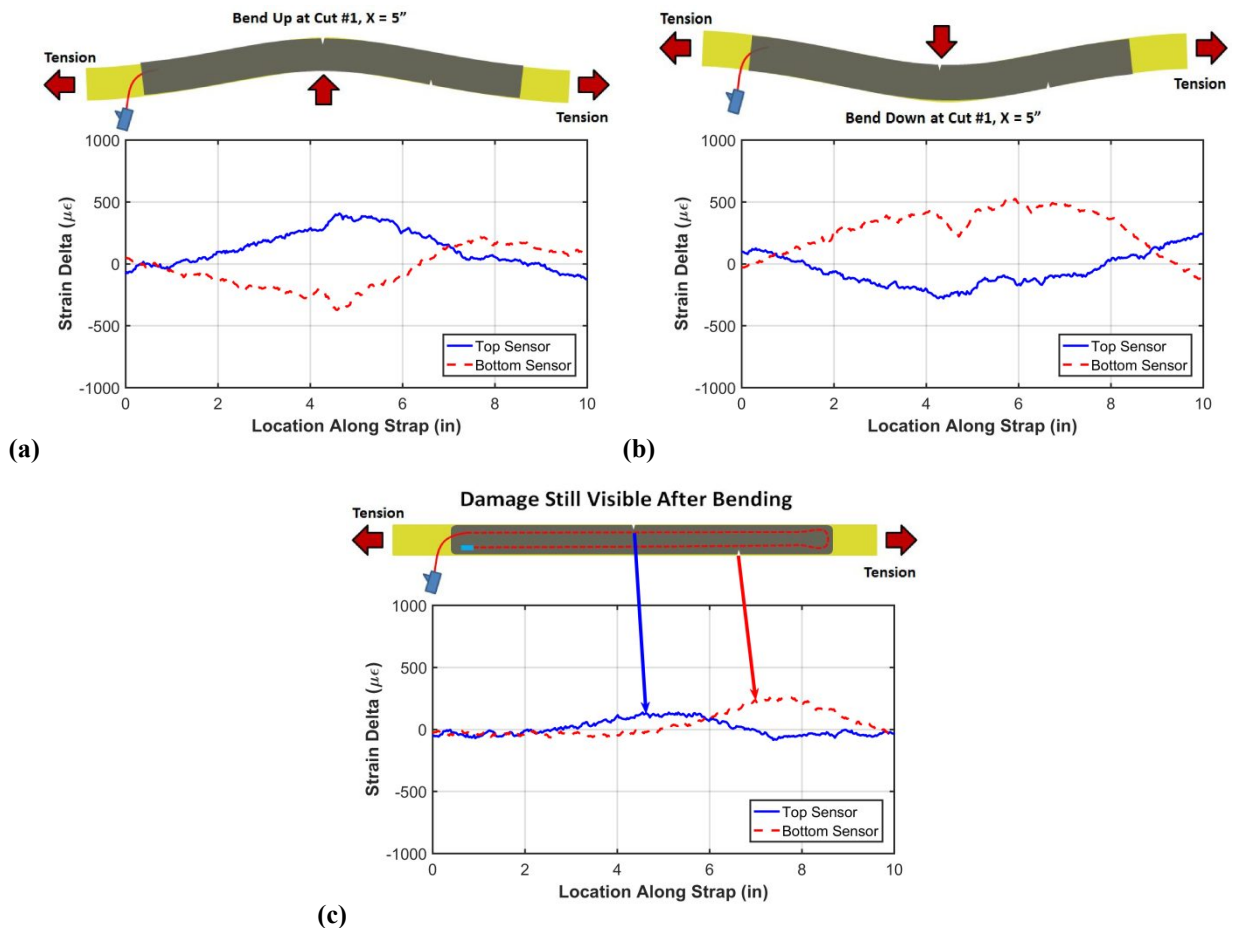 Bend Up at Cut #1, X = 5”
Tension
Tension
1000
500
0
-500
-1000
Strain Delta (με)
Top Sensor
Bottom Sensor
0 2 4 6 8 10
Location Along Strap (in)
(a)
Tension
Tension
Bend Down at Cut #1, X = 5”
1000
500
0
-500
-1000
Strain Delta (με)
Top Sensor
Bottom Sensor
0 2 4 6 8 10
Location Along Strap (in)
(b)
Damage Still Visible After Bending
Tension
Tension
1000
500
0
-500
-1000
Strain Delta (με)
Top Sensor
Bottom Sensor
0 2 4 6 8 10
Location Along Strap (in)
(c)